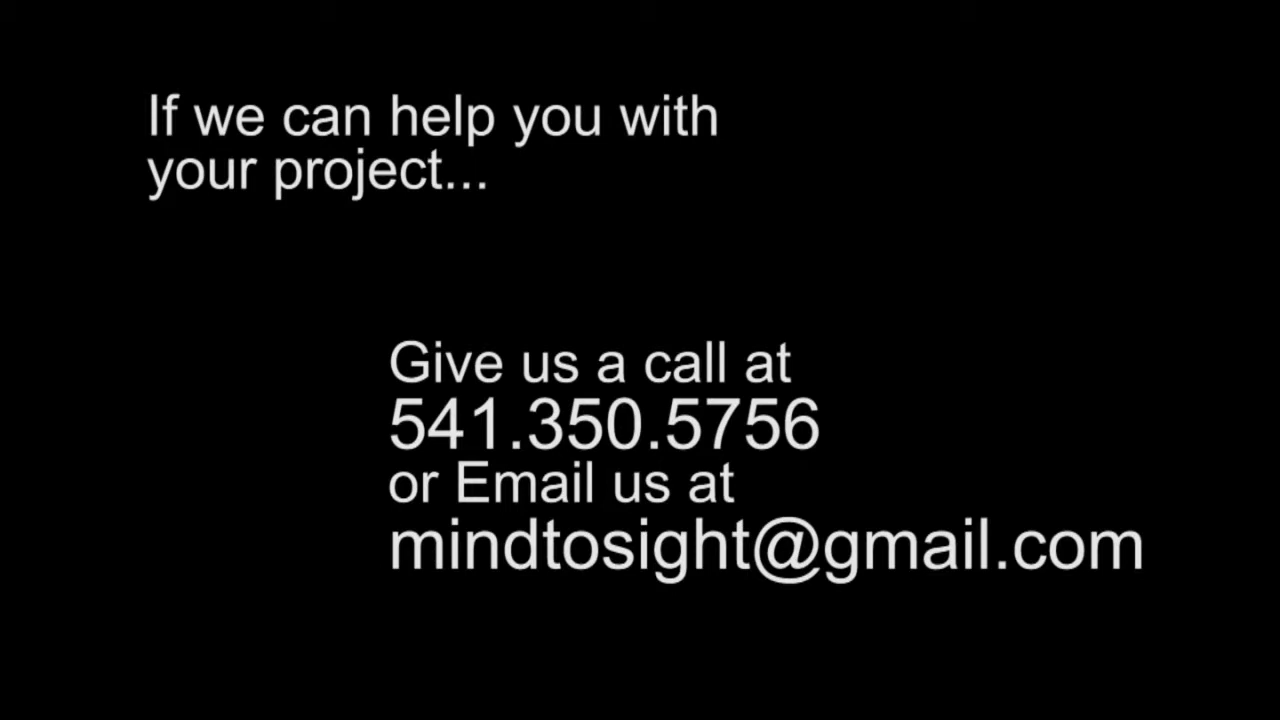 If we can help you with
your project...
Give us a call at
541.350.5756
or Email us at
mindtosight@gmail.com